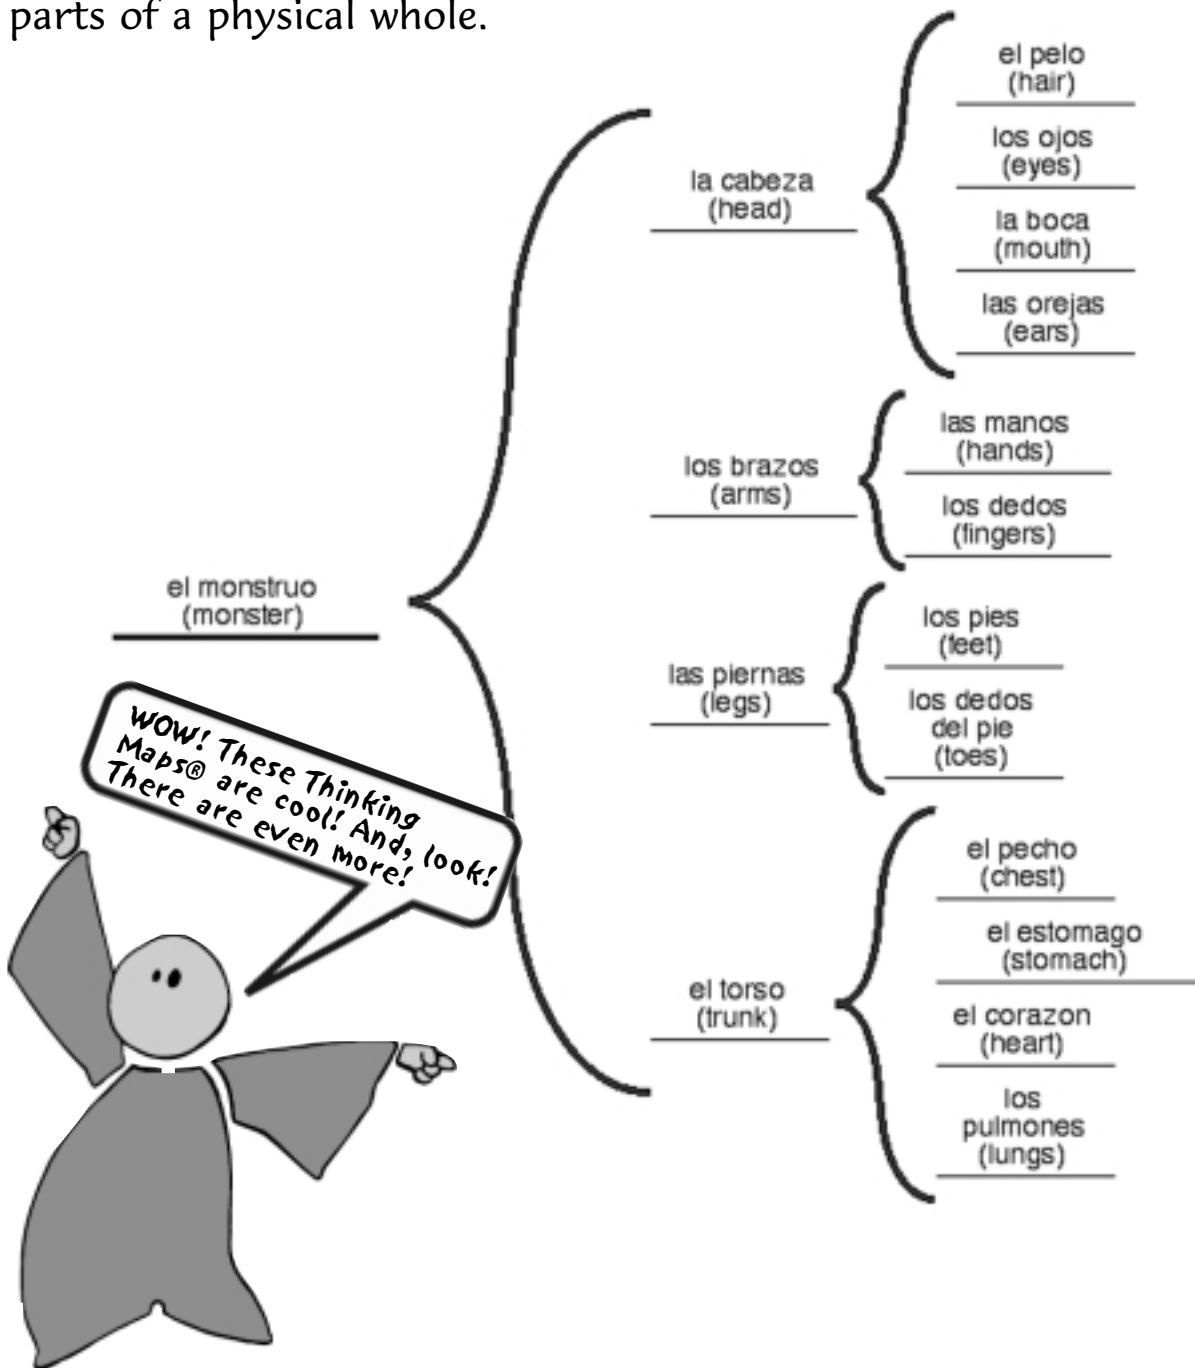 parts of a physical whole.
el pelo
(hair)
los ojos
(eyes)
la boca
(mouth)
las orejas
(ears)
la cabeza
(head)
las manos
(hands)
los dedos
(fingers)
los brazos
(arms)
el monstruo
(monster)
los pies
(feet)
los dedos
del pie
(toes)
las piernas
(legs)
WOW! These Thinking
Maps® are cool! And, look!
There are even more!
el pecho
(chest)
el estomago
(stomach)
el corazon
(heart)
los
pulmones
(lungs)
el torso
(trunk)